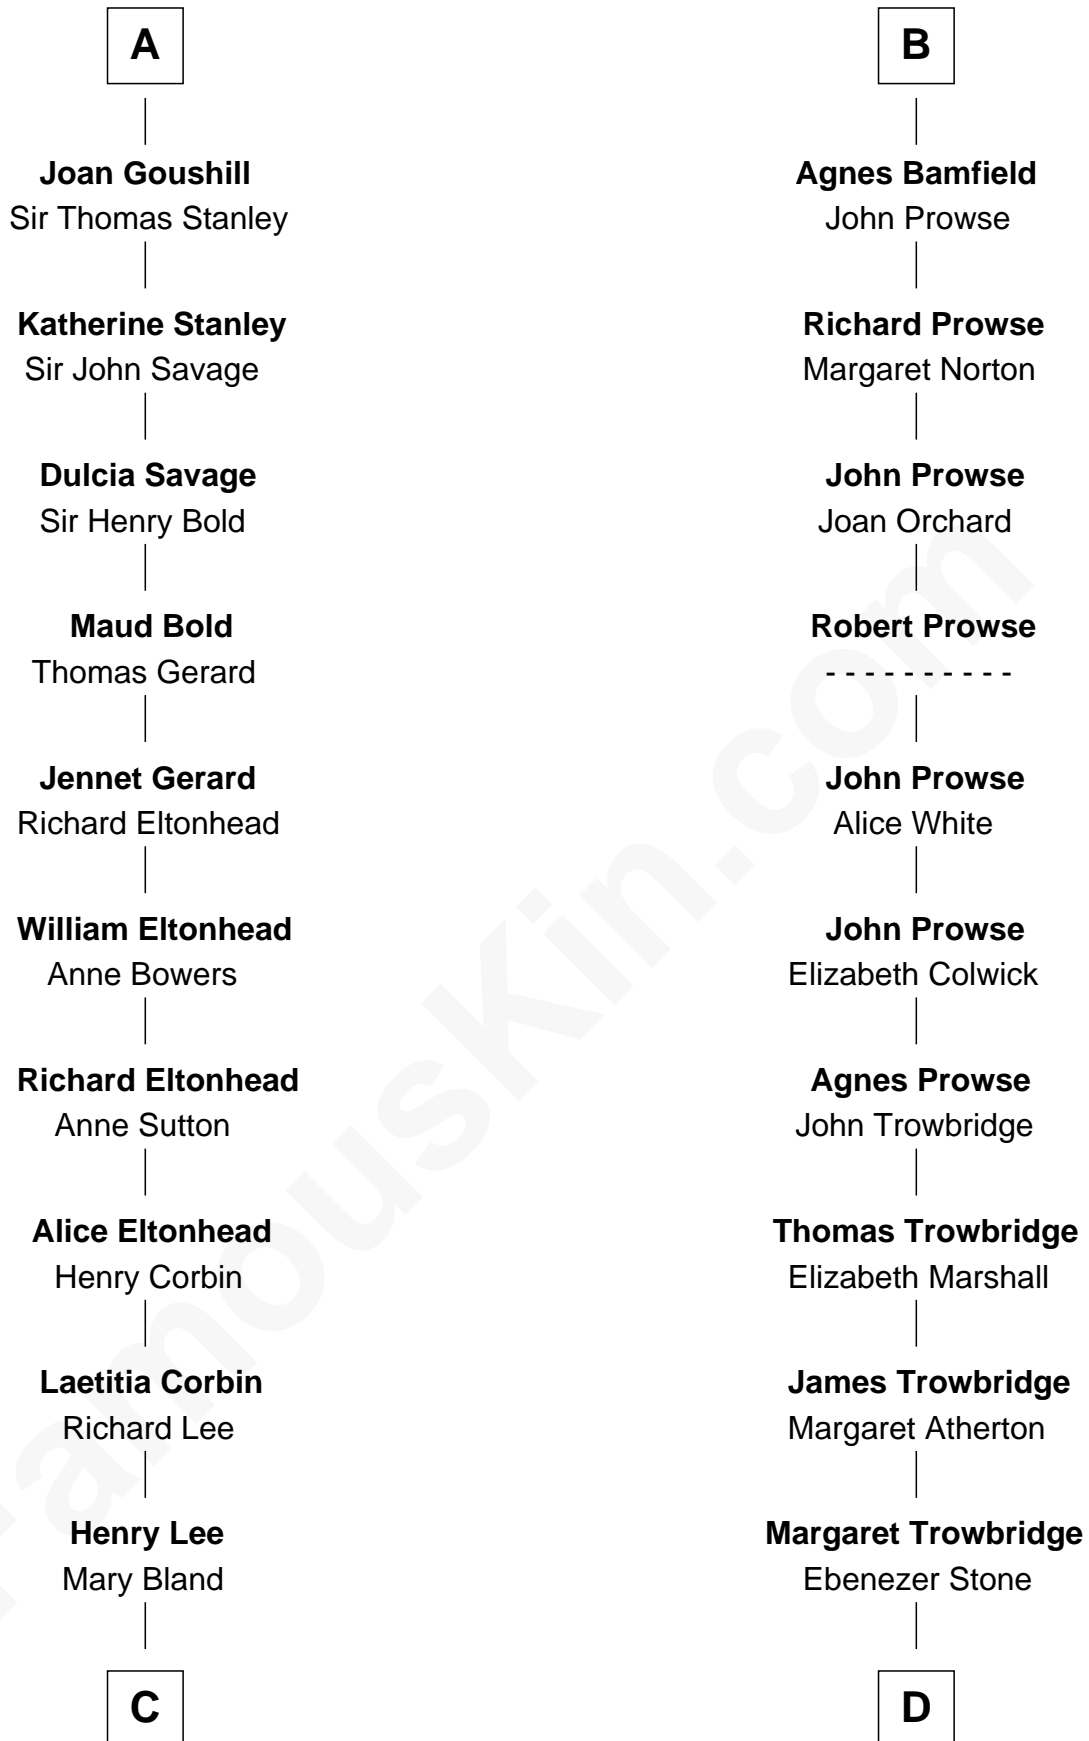 A
Joan Goushill
Sir Thomas Stanley
Katherine Stanley
Sir John Savage
Dulcia Savage
Sir Henry Bold
Maud Bold
Thomas Gerard
Jennet Gerard
Richard Eltonhead
William Eltonhead
Anne Bowers
Richard Eltonhead
Anne Sutton
Alice Eltonhead
Henry Corbin
Laetitia Corbin
Richard Lee
Henry Lee
Mary Bland
C
B
Agnes Bamfield
John Prowse
Richard Prowse
Margaret Norton
John Prowse
Joan Orchard
Robert Prowse
- - - - - - - - - -
John Prowse
Alice White
John Prowse
Elizabeth Colwick
Agnes Prowse
John Trowbridge
Thomas Trowbridge
Elizabeth Marshall
James Trowbridge
Margaret Atherton
Margaret Trowbridge
Ebenezer Stone
D
FamousKin.com